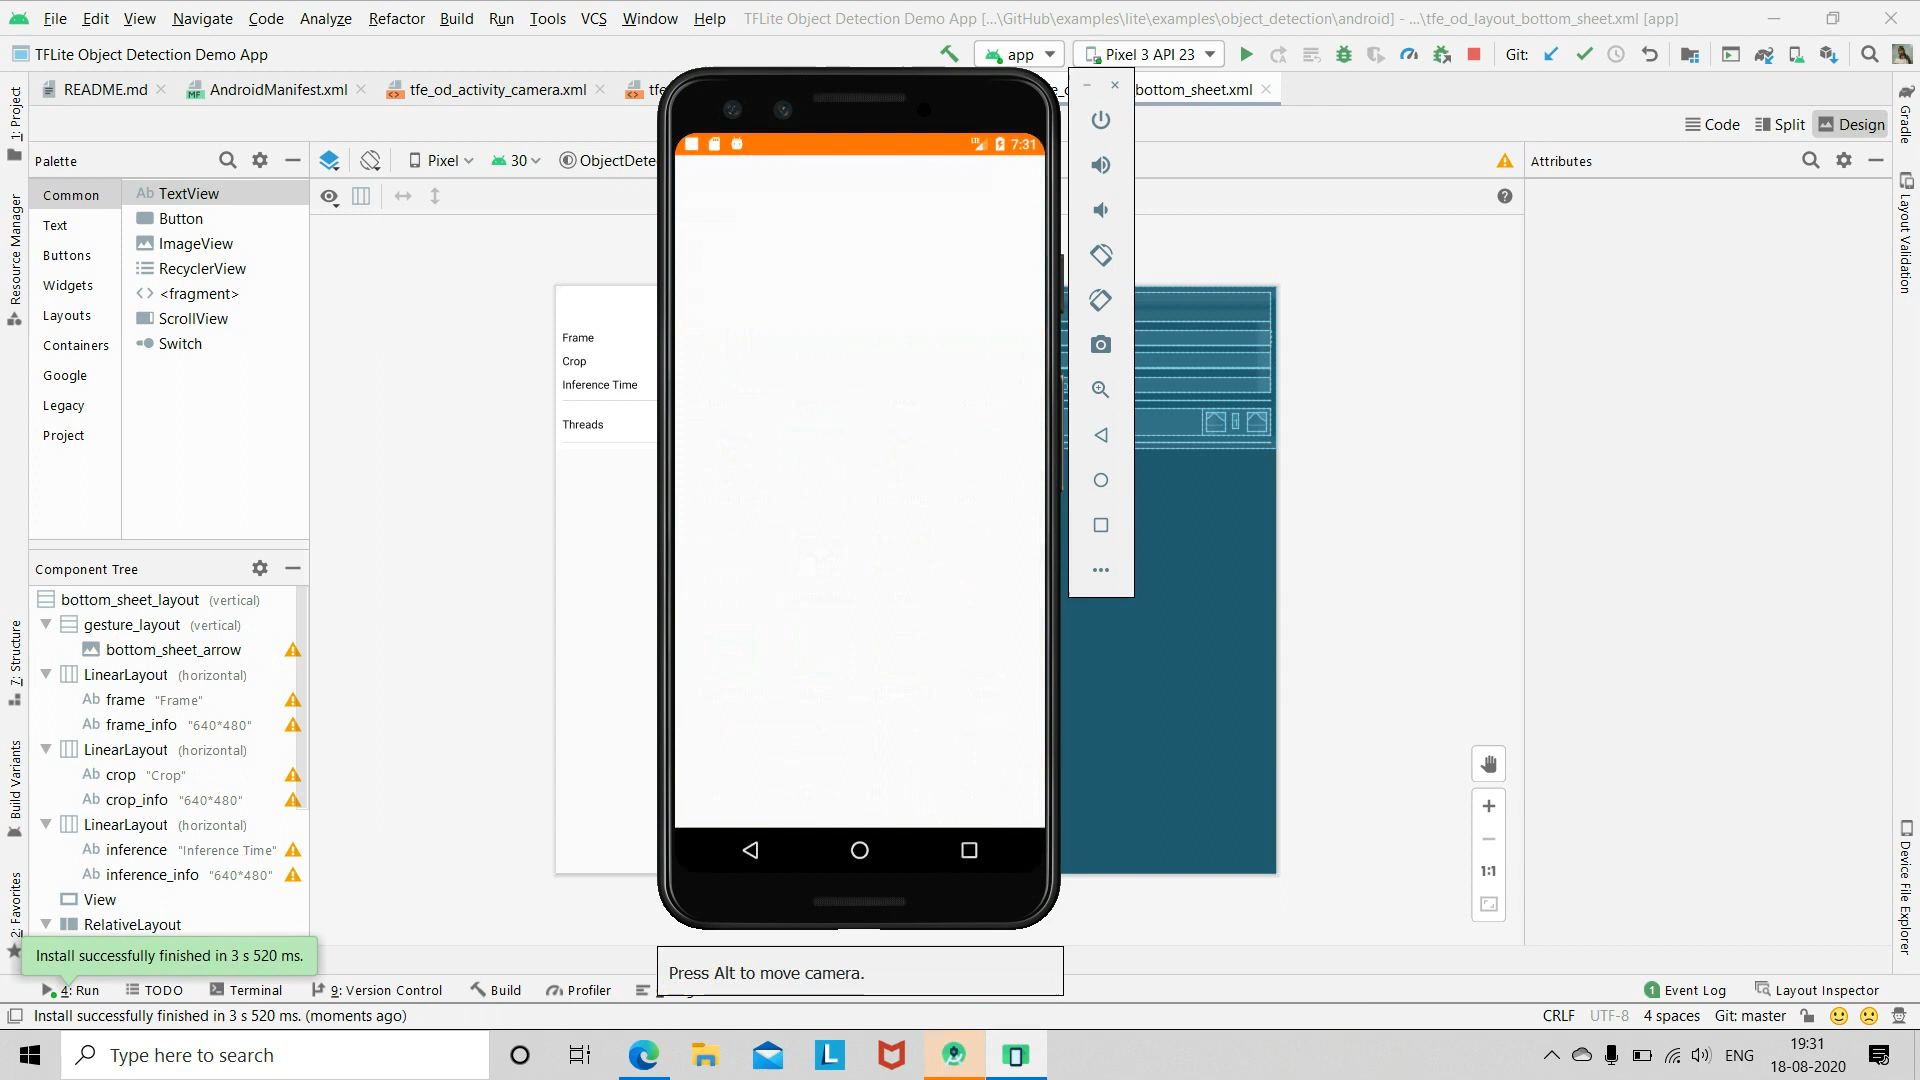 File Edit View Navigate Code Analyze Refactor Build Run Tools VCS Window Help TFLite Object Detection Demo App [...\GitHub\examples\lite\examples\object_detection\android] - ...\tfe_od_layout_bottom_sheet.xml [app]
TFLite Object Detection Demo App app Pixel 3 API 23 Git:
README.md AndroidManifest.xml tfe_od_activity_camera.xml bottom_sheet.xml
Code Split Design
Palette Pixel 30 ObjectDete Attributes
7:31
Common
Text
Buttons
Widgets
Layouts
Containers
Google
Legacy
Project
Ab TextView
Button
ImageView
RecyclerView
<fragment>
ScrollView
Switch
Frame
Crop
Inference Time
Threads
Component Tree
bottom_sheet_layout (vertical)
gesture_layout (vertical)
bottom_sheet_arrow
LinearLayout (horizontal)
Ab frame "Frame"
Ab frame_info "640*480"
LinearLayout (horizontal)
Ab crop "Crop"
Ab crop_info "640*480"
LinearLayout (horizontal)
Ab inference "Inference Time"
Ab inference_info "640*480"
View
RelativeLayout
1: Project
Resource Manager
7: Structure
Build Variants
2: Favorites
Gradle
Layout Validation
Device File Explorer
1:1
Install successfully finished in 3 s 520 ms.
Press Alt to move camera.
4: Run TODO Terminal 9: Version Control Build Profiler 1 Event Log Layout Inspector
Install successfully finished in 3 s 520 ms. (moments ago) CRLF UTF-8 4 spaces Git: master
Type here to search ENG 19:31
18-08-2020